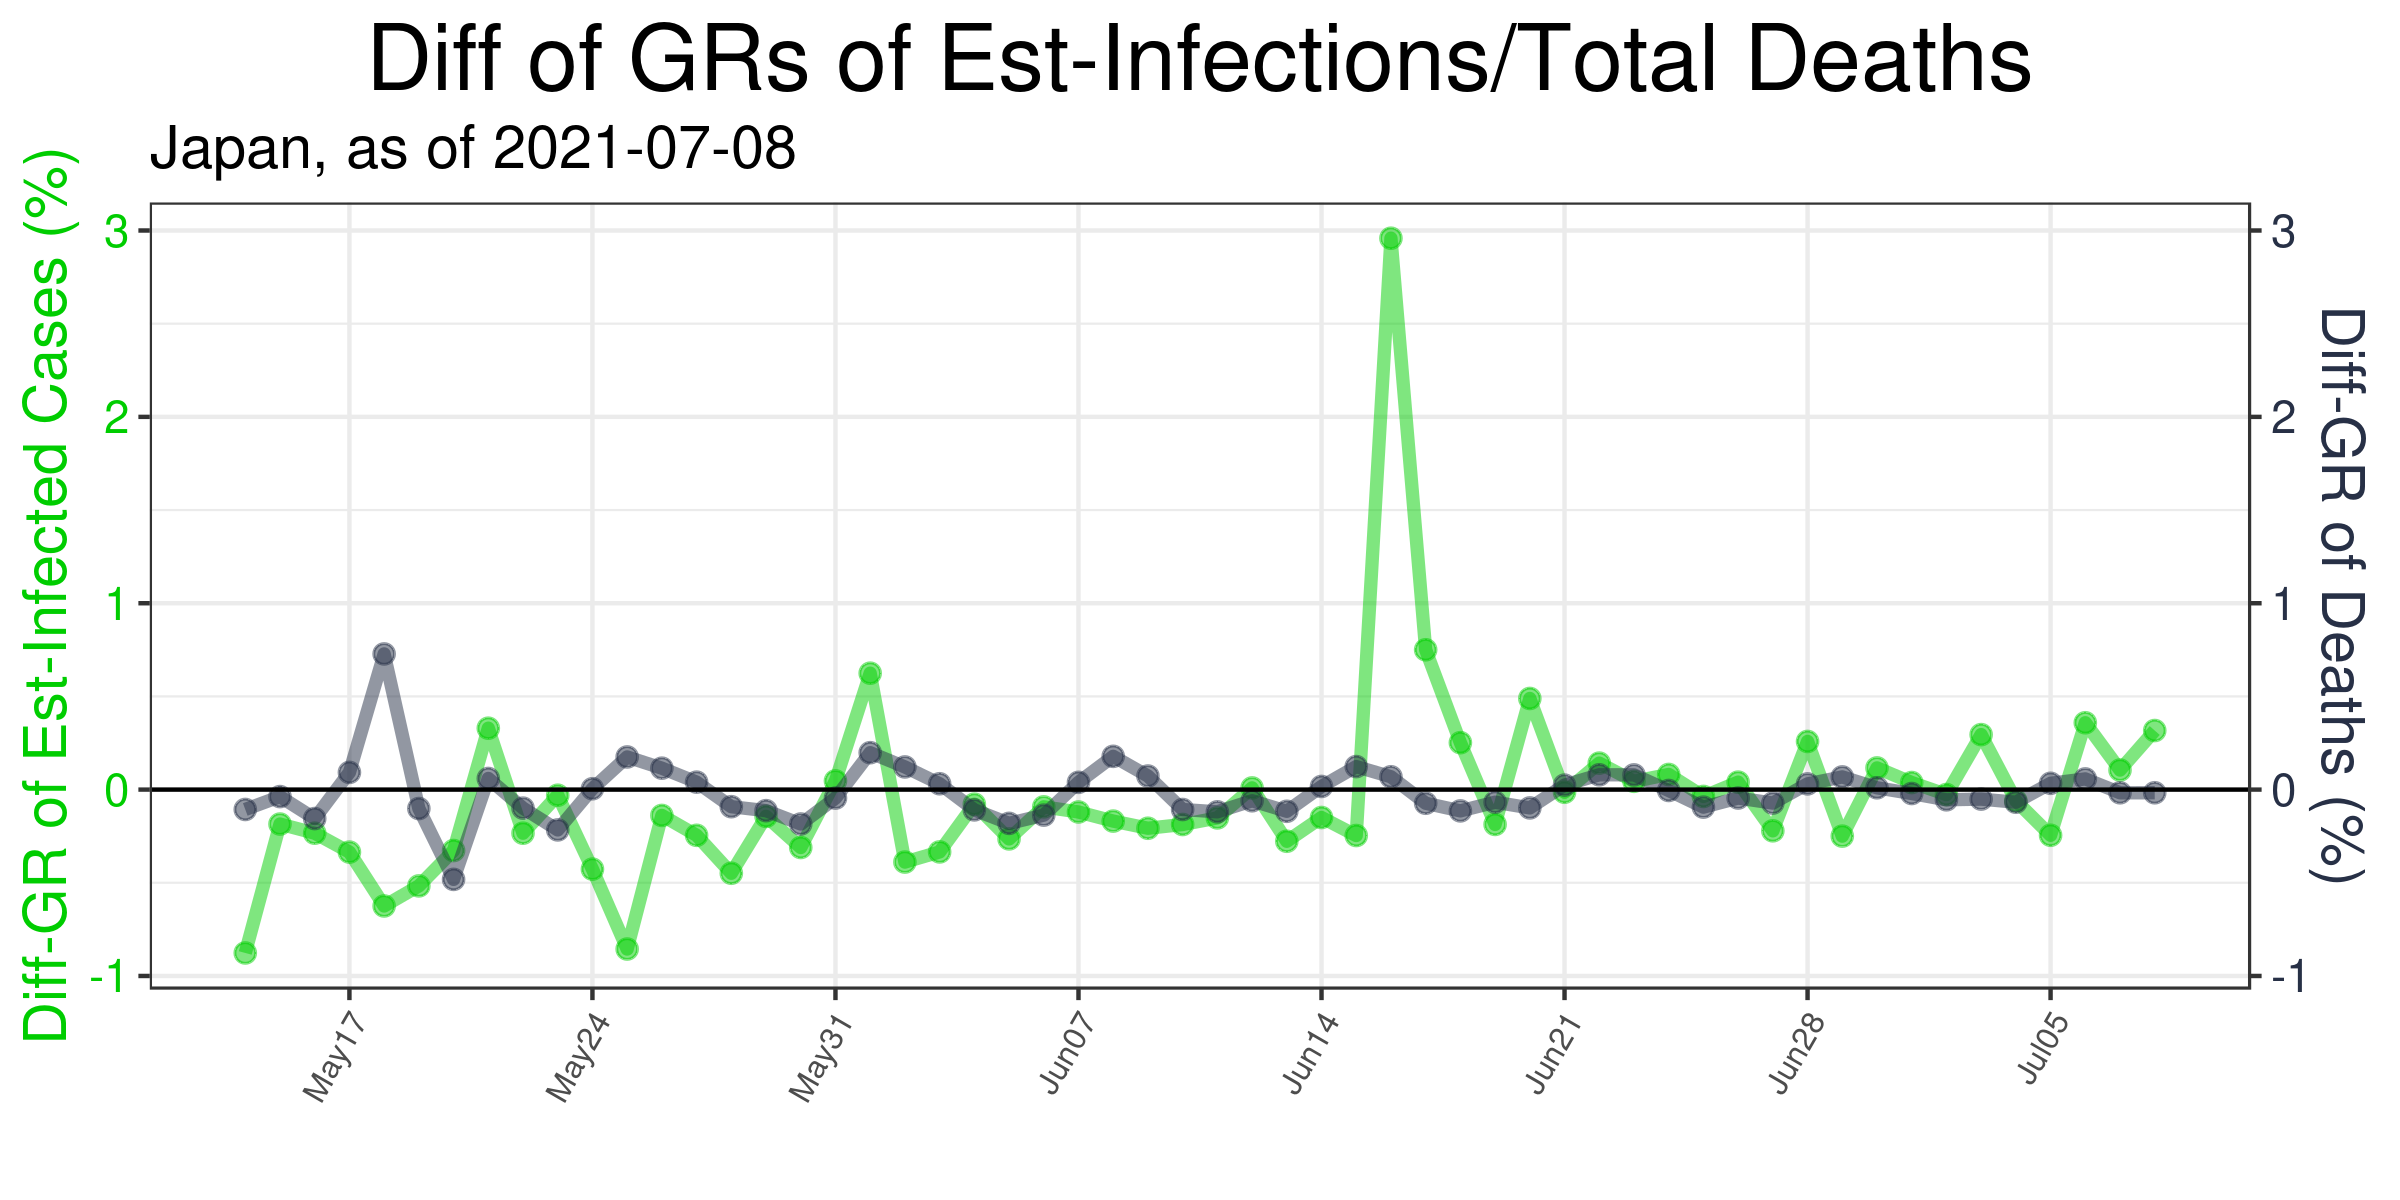 Diff of GRs of Est-Infections/Total Deaths
Japan, as of 2021-07-08
Diff-GR of Est-Infected Cases (%)
3
2
1
0
-1
3
2
1
0
-1
Diff-GR of Deaths (%)
May17
May24
May31
Jun07
Jun14
Jun21
Jun28
Jul05